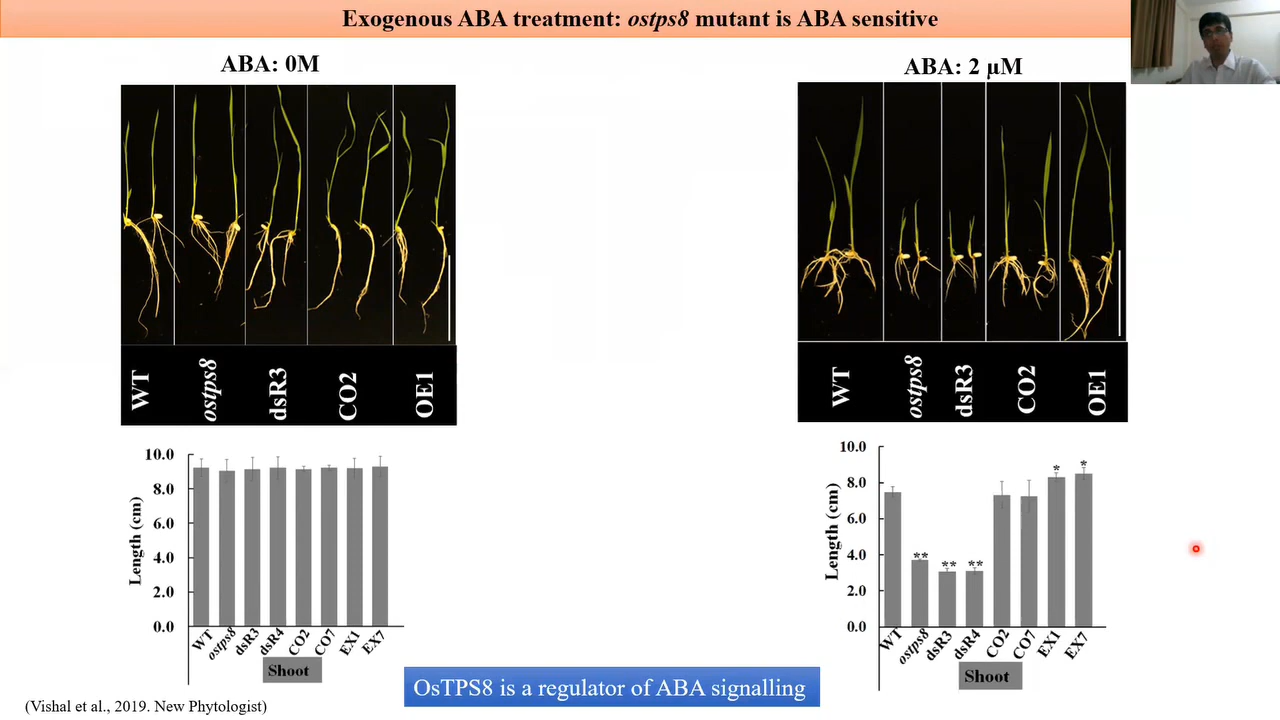 Exogenous ABA treatment: ostps8 mutant is ABA sensitive
ABA: 0M
WT
ostps8
dsR3
CO2
OE1
10.0
8.0
6.0
4.0
2.0
0.0
Length (cm)
WT
ostps8
dsR3
dsR4
CO2
CO7
EX1
EX7
Shoot
ABA: 2 µM
WT
ostps8
dsR3
CO2
OE1
10.0
8.0
6.0
4.0
2.0
0.0
Length (cm)
**
**
**
*
*
WT
ostps8
dsR3
dsR4
CO2
CO7
EX1
EX7
Shoot
OsTPS8 is a regulator of ABA signalling
(Vishal et al., 2019. New Phytologist)